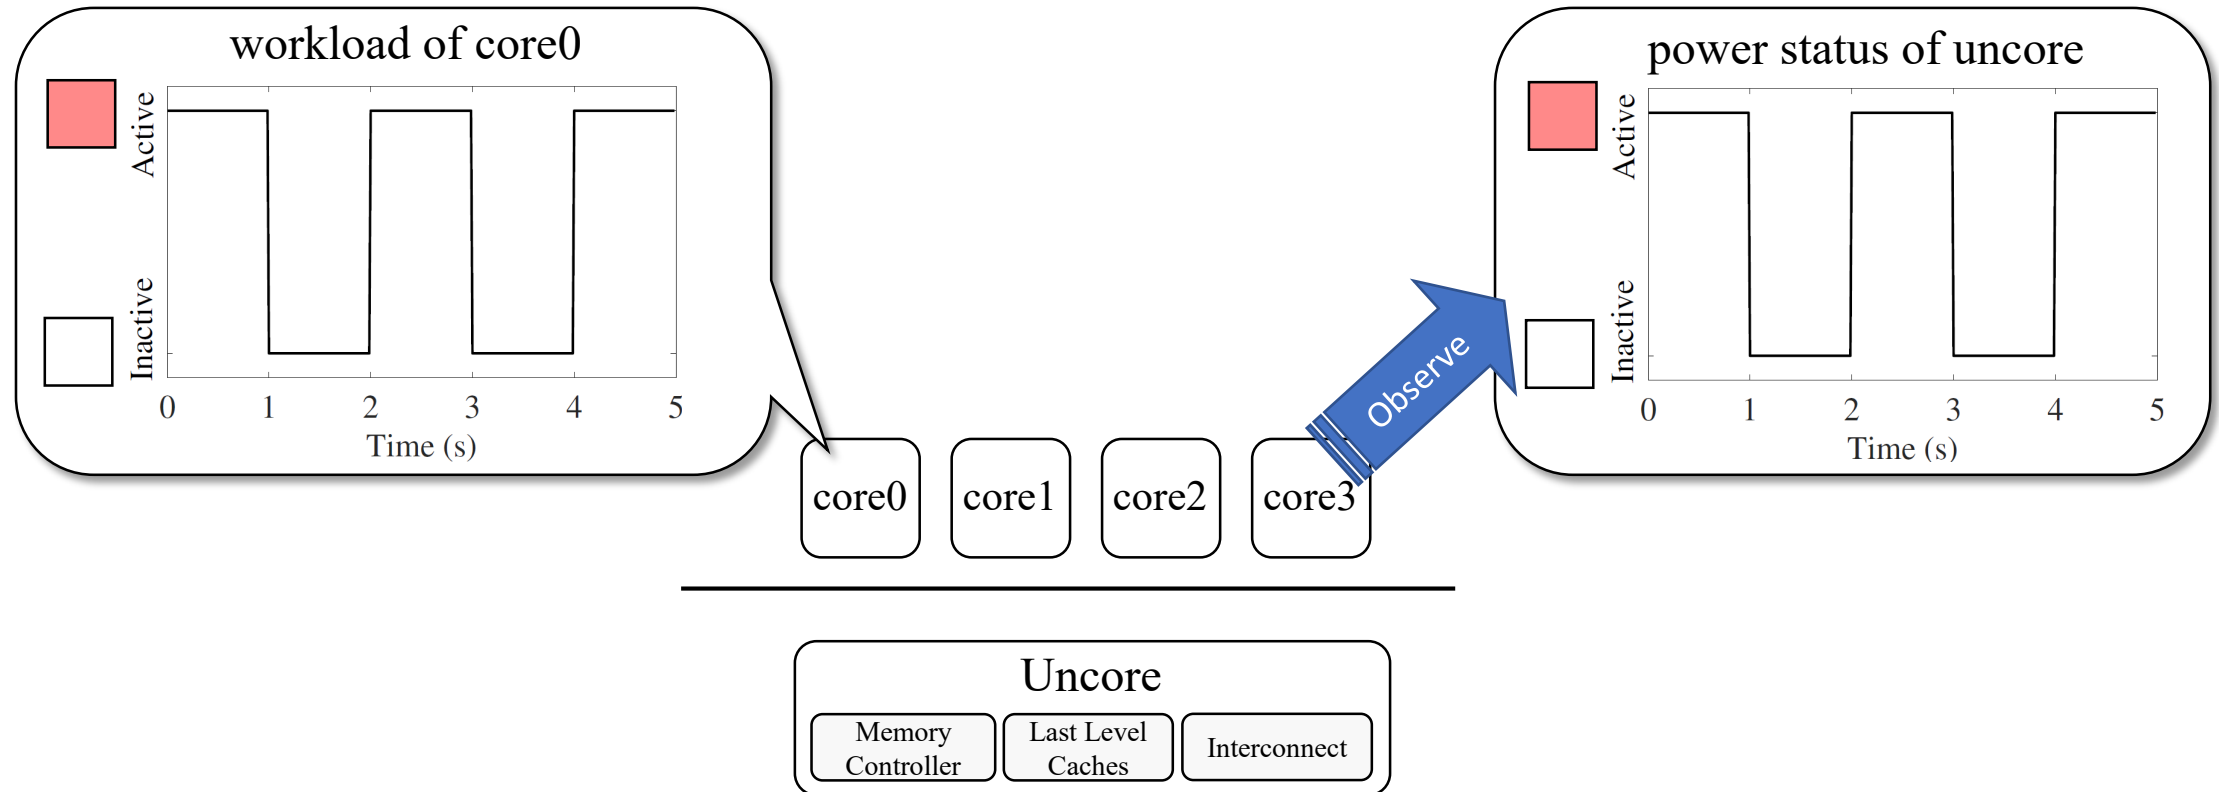 workload of core0
Active
Inactive
0 1 2 3 4 5
Time (s)
power status of uncore
Active
Inactive
0 1 2 3 4 5
Time (s)
Observe
core0 core1 core2 core3
Uncore
Memory
Controller
Last Level
Caches
Interconnect